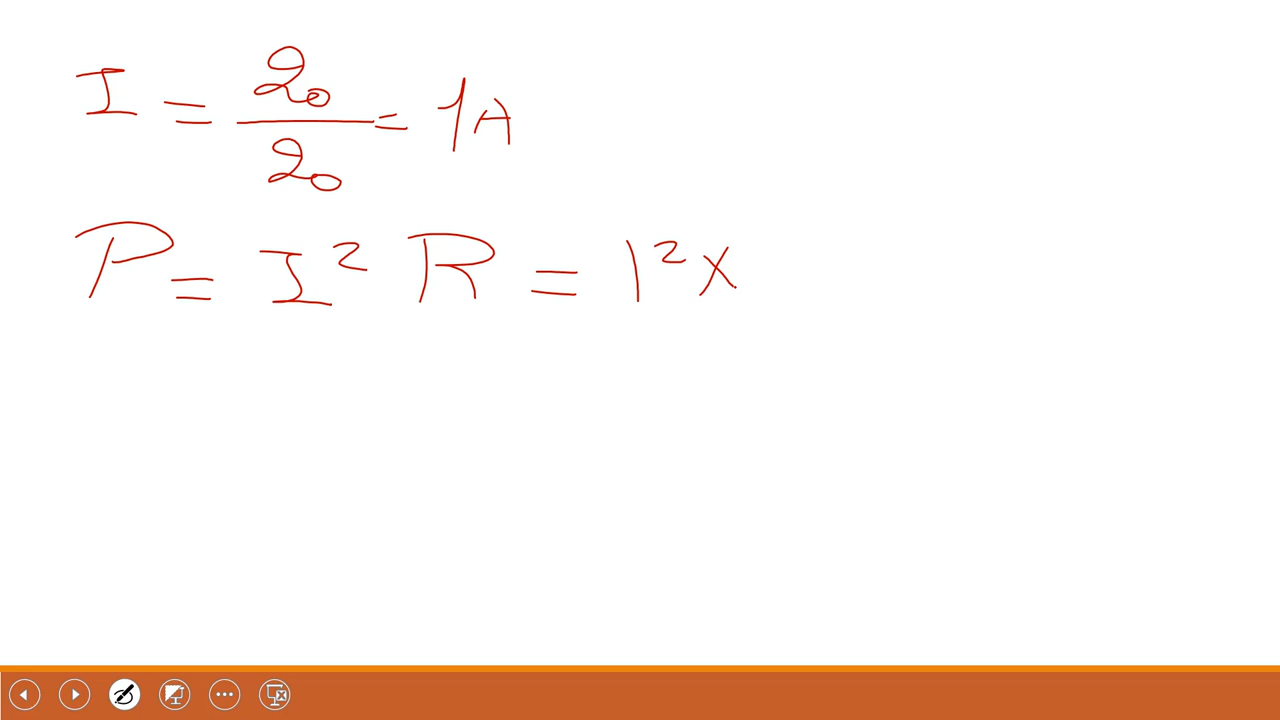 I = 20/20 = 1A
P = I² R = 1² x